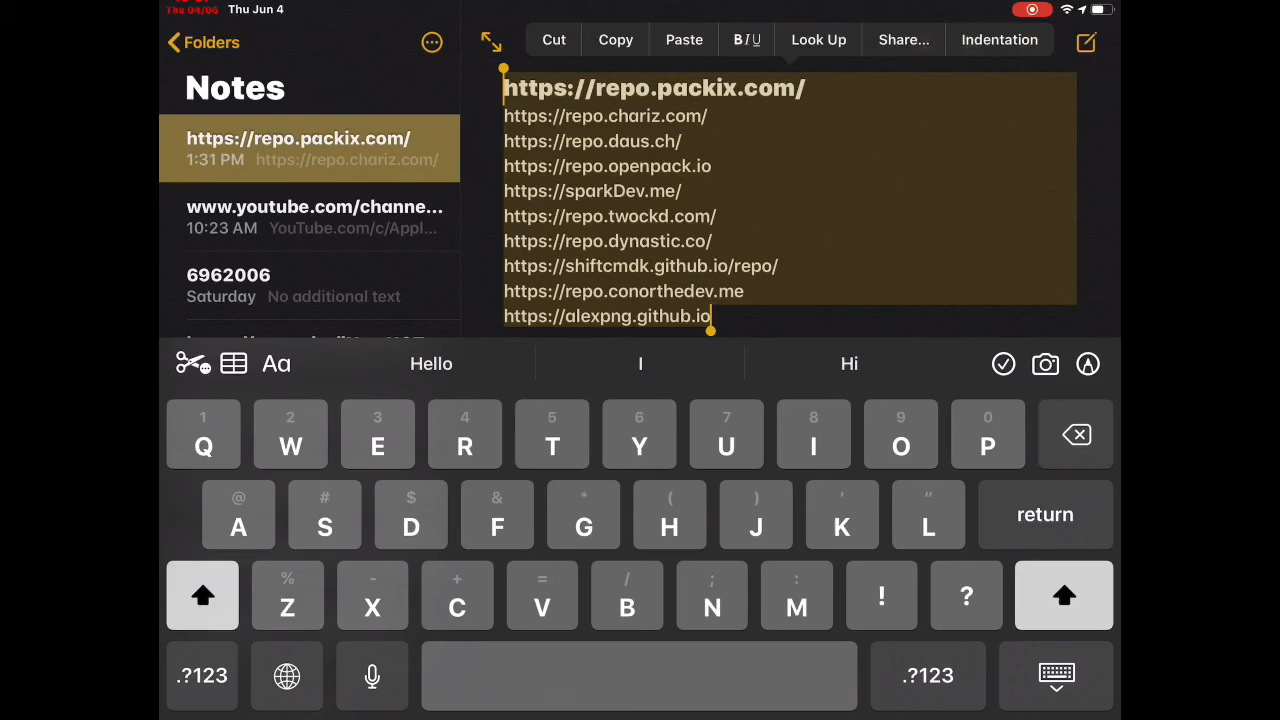 Thu 04/06 Thu Jun 4
Folders
Cut Copy Paste BIU Look Up Share... Indentation
Notes
https://repo.packix.com/
1:31 PM https://repo.chariz.com/
www.youtube.com/channe...
10:23 AM YouTube.com/c/Appl...
6962006
Saturday No additional text
https://repo.packix.com/
https://repo.chariz.com/
https://repo.daus.ch/
https://repo.openpack.io
https://sparkDev.me/
https://repo.twockd.com/
https://repo.dynastic.co/
https://shiftcmdk.github.io/repo/
https://repo.conorthedev.me
https://alexpng.github.io
Aa Hello I Hi
1 2 3 4 5 6 7 8 9 0
Q W E R T Y U I O P
@ # $ & * ( ) ' "
A S D F G H J K L return
% - + = / ; :
Z X C V B N M ! ?
.?123 .?123